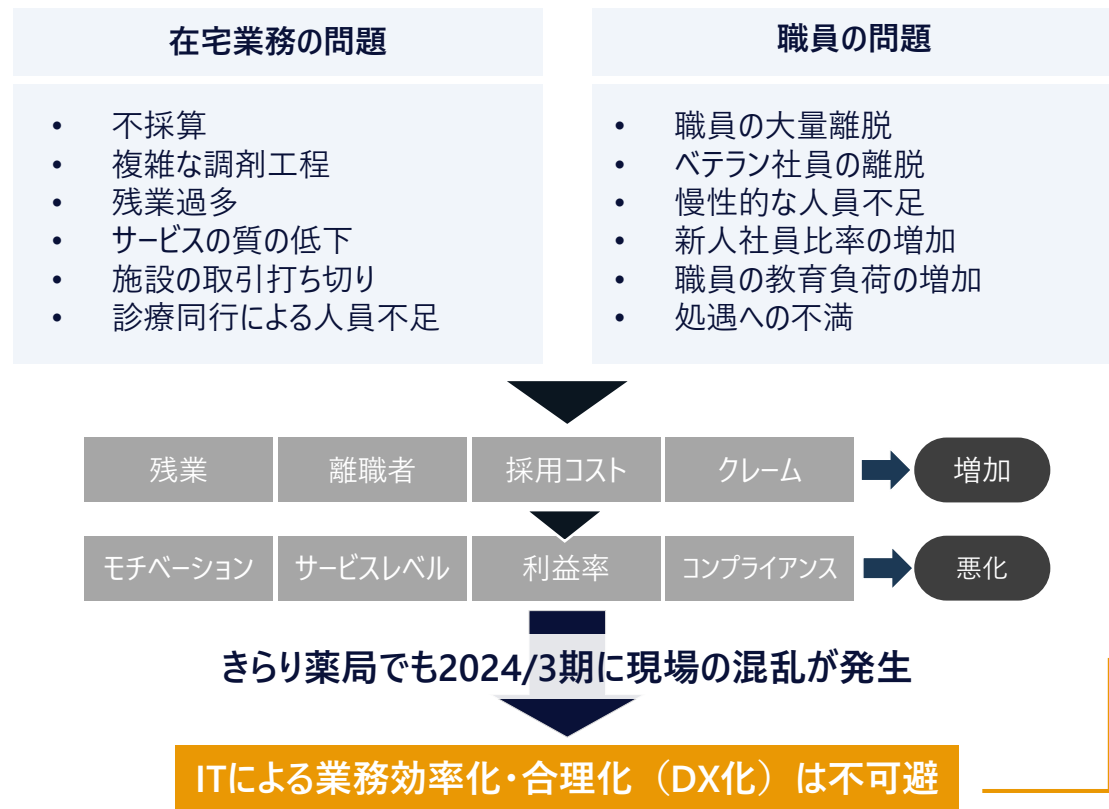 在宅業務の問題
• 不採算
• 複雑な調剤工程
• 残業過多
• サービスの質の低下
• 施設の取引打ち切り
• 診療同行による人員不足
職員の問題
• 職員の大量離脱
• ベテラン社員の離脱
• 慢性的な人員不足
• 新人社員比率の増加
• 職員の教育負荷の増加
• 処遇への不満
残業 離職者 採用コスト クレーム 増加
モチベーション サービスレベル 利益率 コンプライアンス 悪化
きらり薬局でも2024/3期に現場の混乱が発生
ITによる業務効率化・合理化（DX化）は不可避